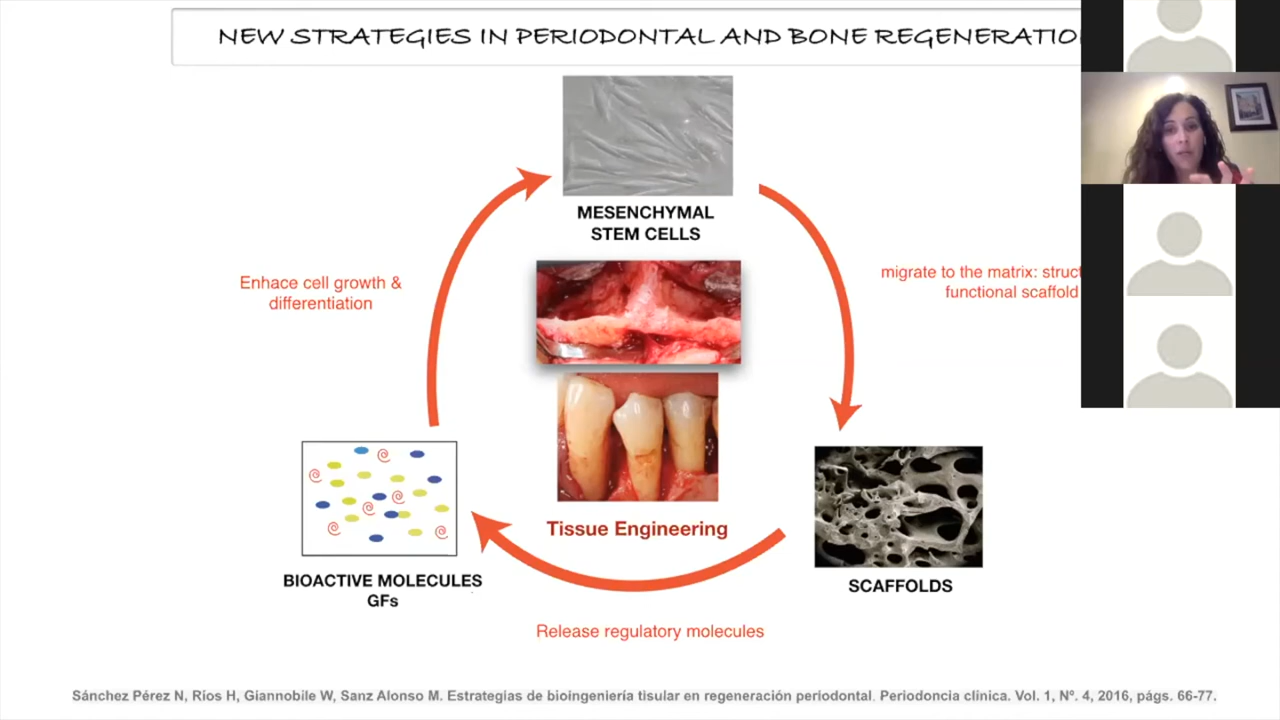 NEW STRATEGIES IN PERIODONTAL AND BONE REGENERATIO
MESENCHYMAL
STEM CELLS
Enhace cell growth &
differentiation
migrate to the matrix:
functional scaffold
Tissue Engineering
BIOACTIVE MOLECULES
GFs
SCAFFOLDS
Release regulatory molecules
Sánchez Pérez N, Rios H, Giannobile W, Sanz Alonso M. Estrategias de bioingeniería tisular en regeneración periodontal. Periodoncia clínica. Vol. 1, Nº. 4, 2016, págs. 66-77.